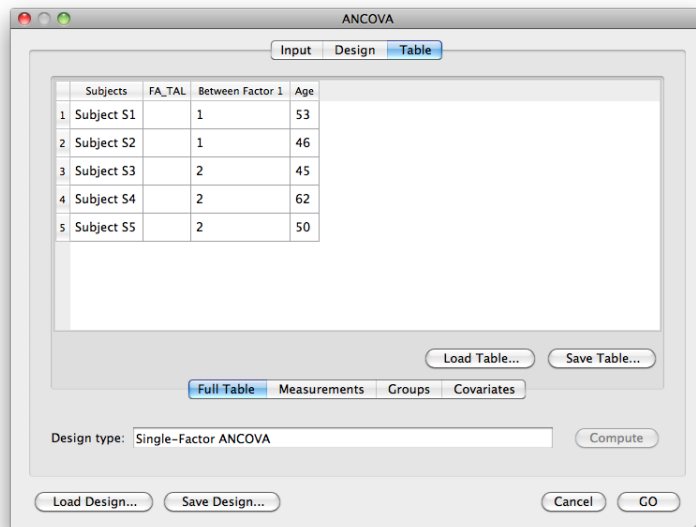 ANCOVA
Input Design Table
Subjects FA_TAL Between Factor 1 Age
1 Subject S1 1 53
2 Subject S2 1 46
3 Subject S3 2 45
4 Subject S4 2 62
5 Subject S5 2 50
Load Table... Save Table...
Full Table Measurements Groups Covariates
Design type: Single-Factor ANCOVA Compute
Load Design... Save Design... Cancel GO